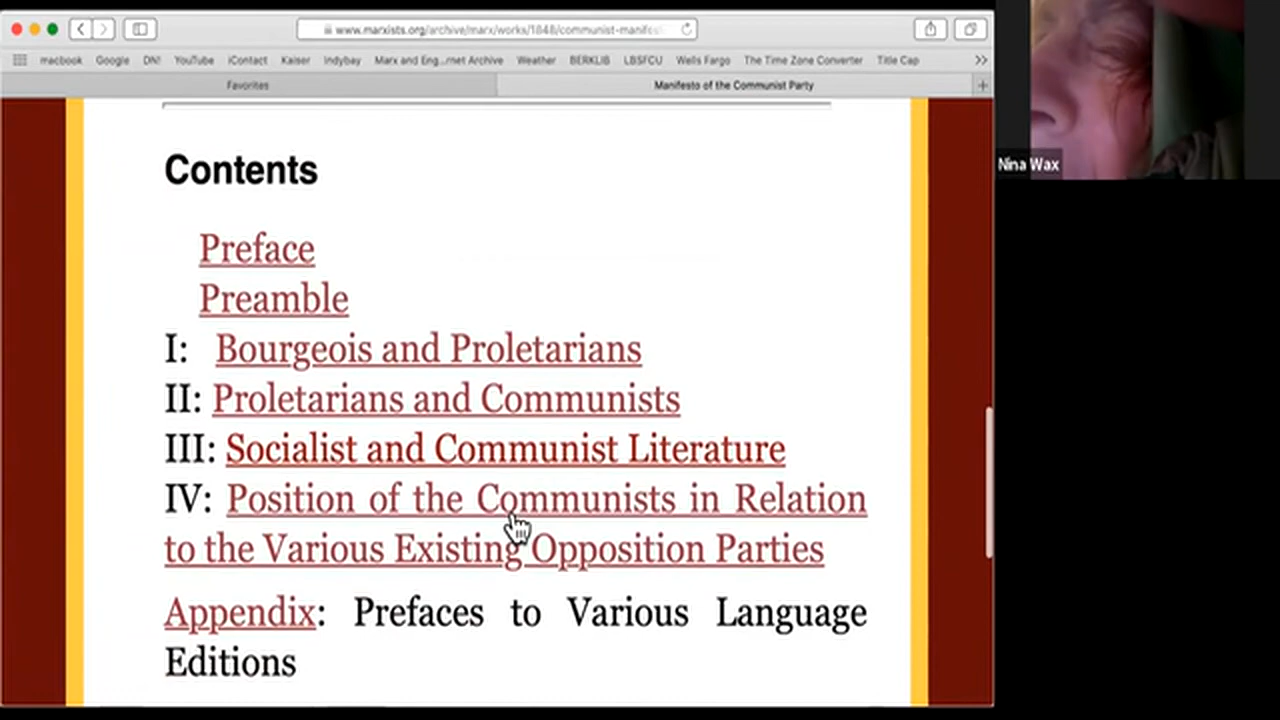 www.marxists.org/archive/marx/works/1848/communist-manifes
macbook Google DN! YouTube iContact Kaiser Indybay Marx and Eng...rnet Archive Weather BERKLIB LBSFCU Wells Fargo The Time Zone Converter Title Cap
Favorites Manifesto of the Communist Party
Contents
Preface
Preamble
I: Bourgeois and Proletarians
II: Proletarians and Communists
III: Socialist and Communist Literature
IV: Position of the Communists in Relation
to the Various Existing Opposition Parties
Appendix: Prefaces to Various Language
Editions
Nina Wax